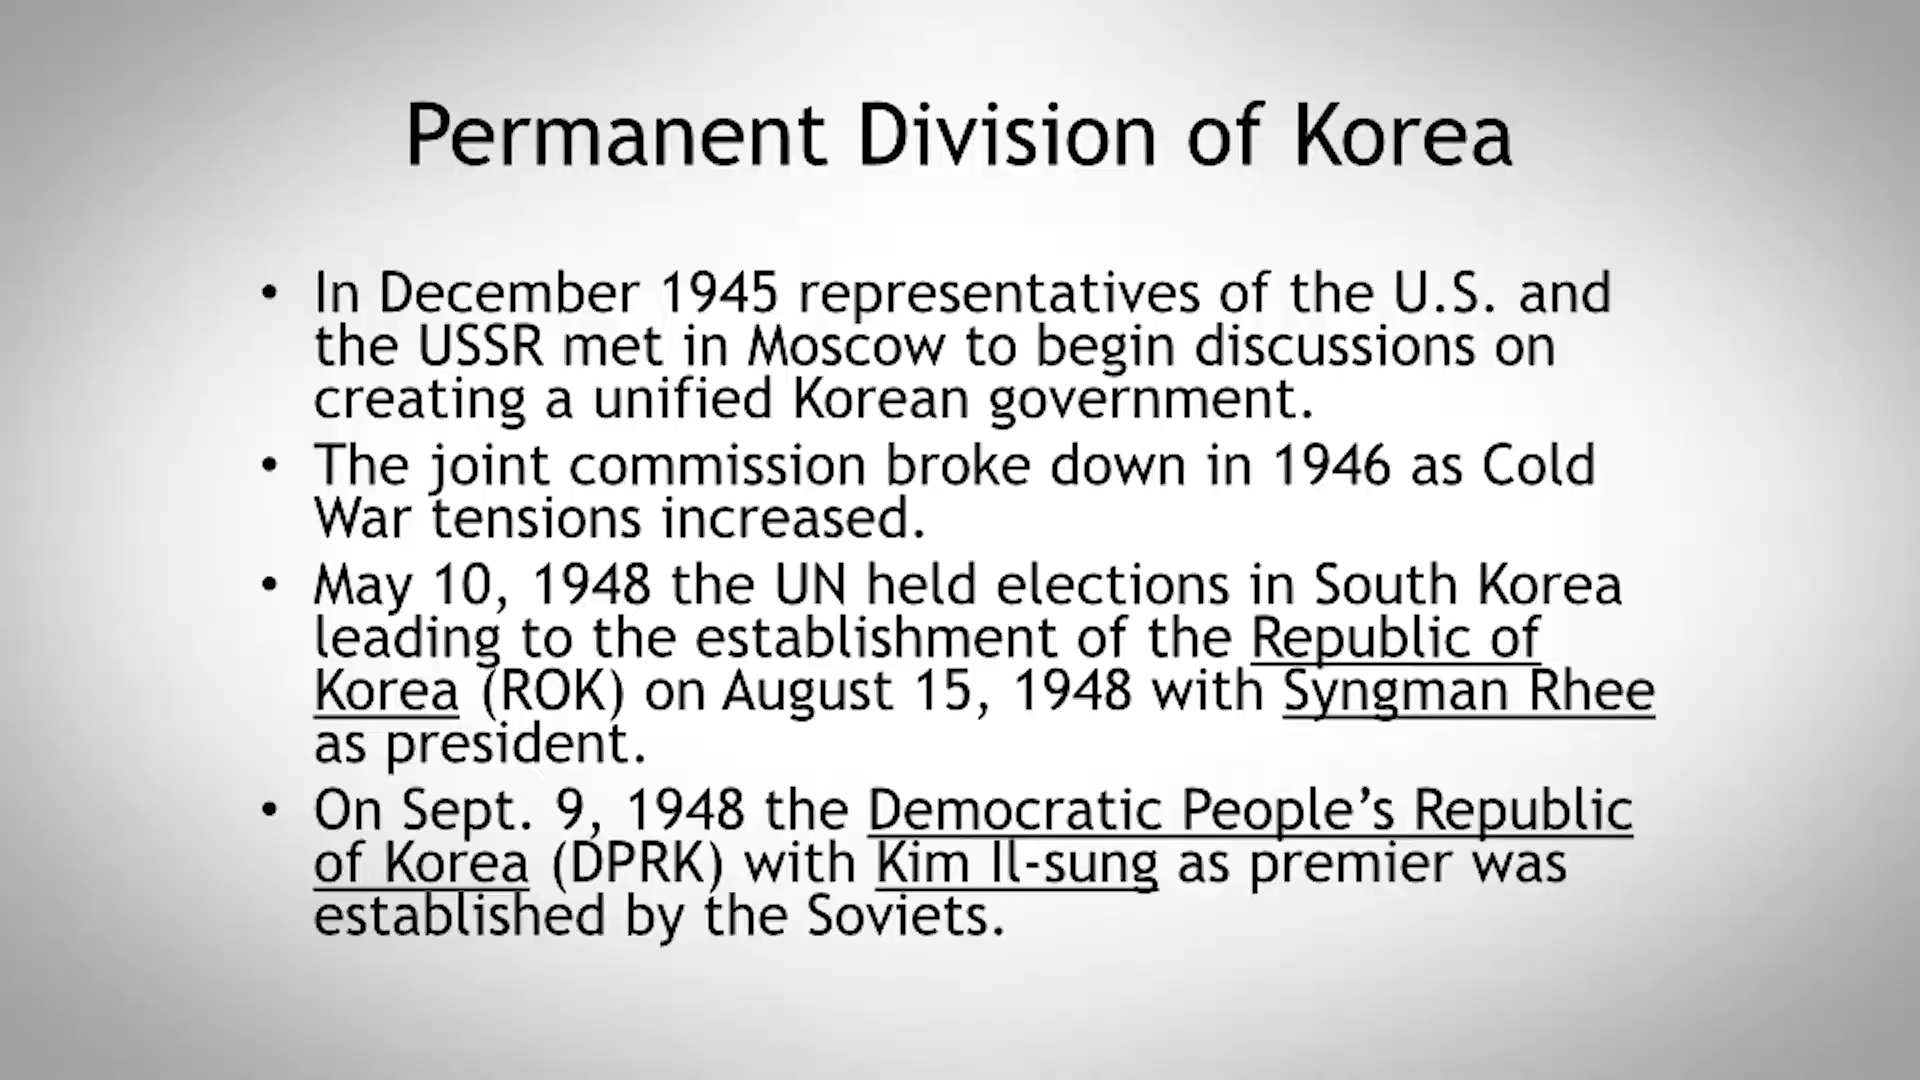 Permanent Division of Korea
• In December 1945 representatives of the U.S. and
the USSR met in Moscow to begin discussions on
creating a unified Korean government.
• The joint commission broke down in 1946 as Cold
War tensions increased.
• May 10, 1948 the UN held elections in South Korea
leading to the establishment of the Republic of
Korea (ROK) on August 15, 1948 with Syngman Rhee
as president.
• On Sept. 9, 1948 the Democratic People’s Republic
of Korea (DPRK) with Kim Il-sung as premier was
established by the Soviets.